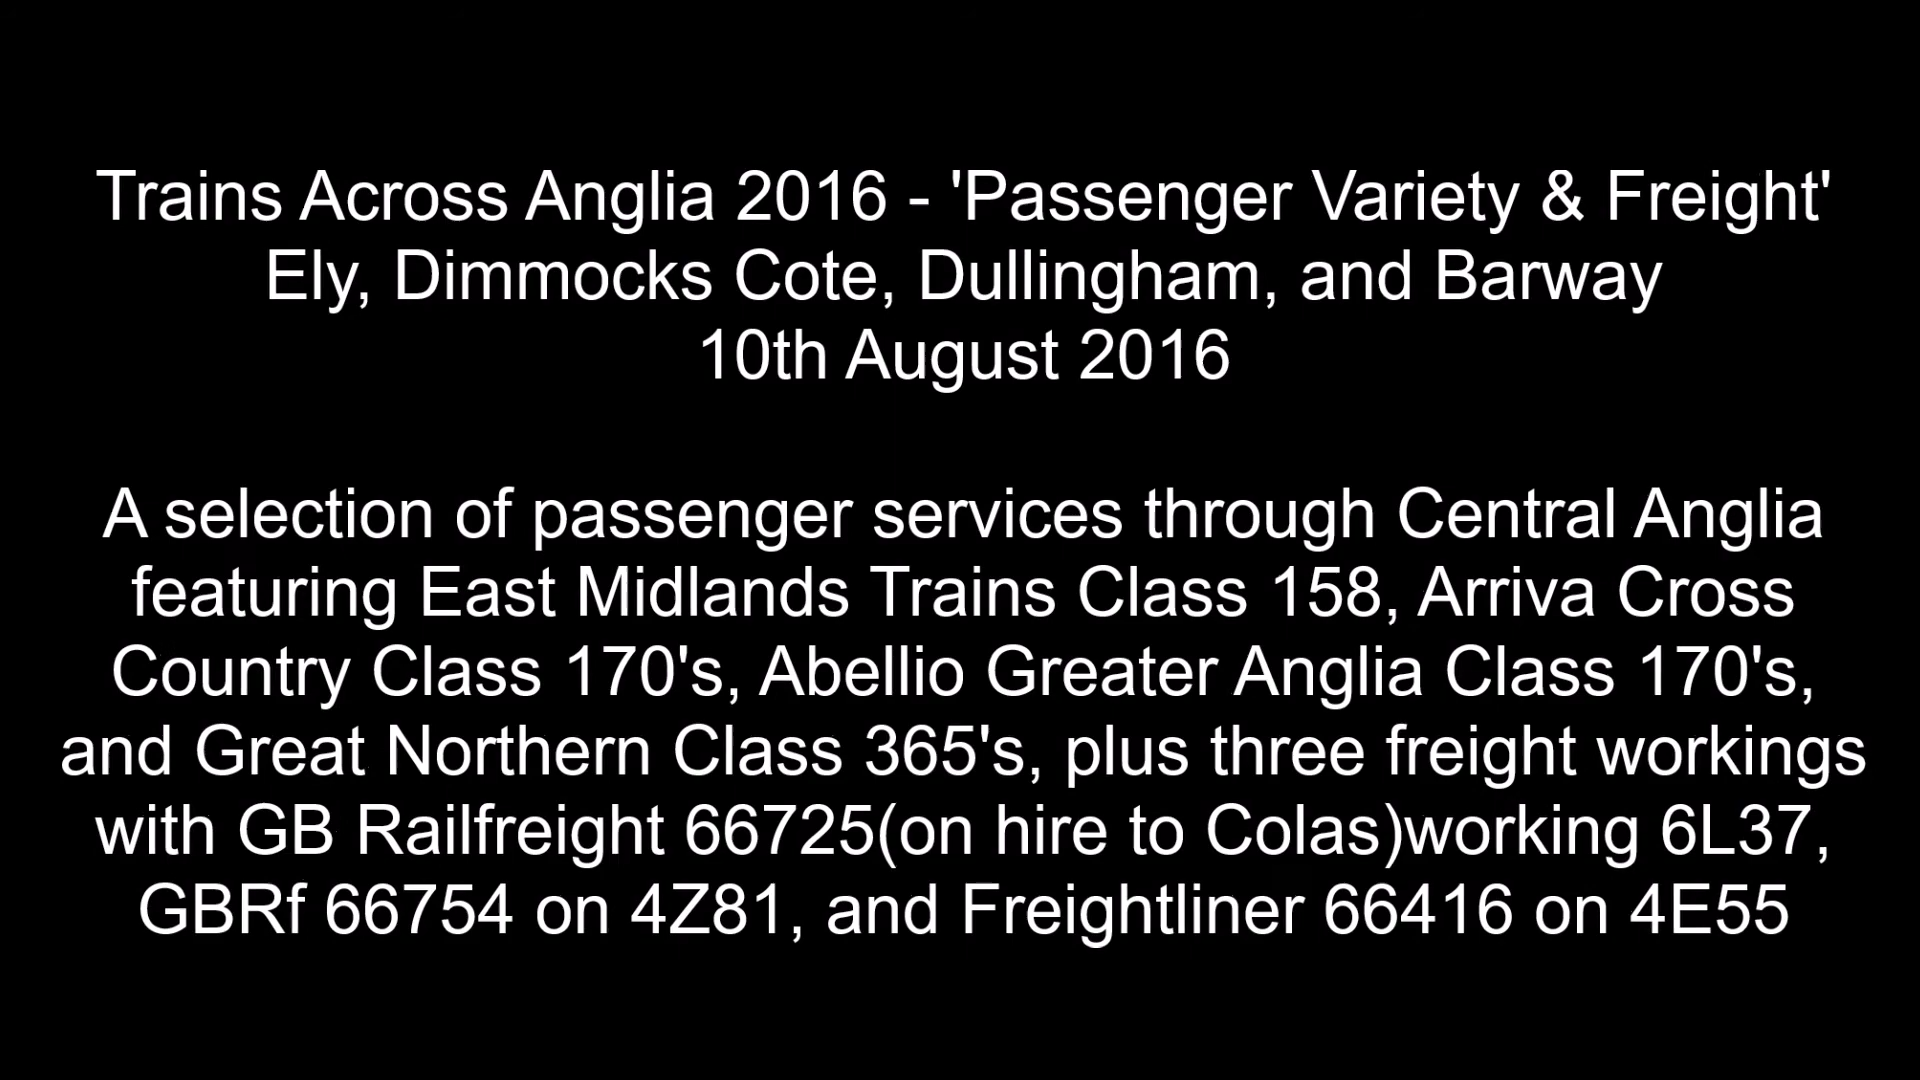 Trains Across Anglia 2016 - 'Passenger Variety & Freight'
Ely, Dimmocks Cote, Dullingham, and Barway
10th August 2016
A selection of passenger services through Central Anglia
featuring East Midlands Trains Class 158, Arriva Cross
Country Class 170's, Abellio Greater Anglia Class 170's,
and Great Northern Class 365's, plus three freight workings
with GB Railfreight 66725(on hire to Colas)working 6L37,
GBRf 66754 on 4Z81, and Freightliner 66416 on 4E55